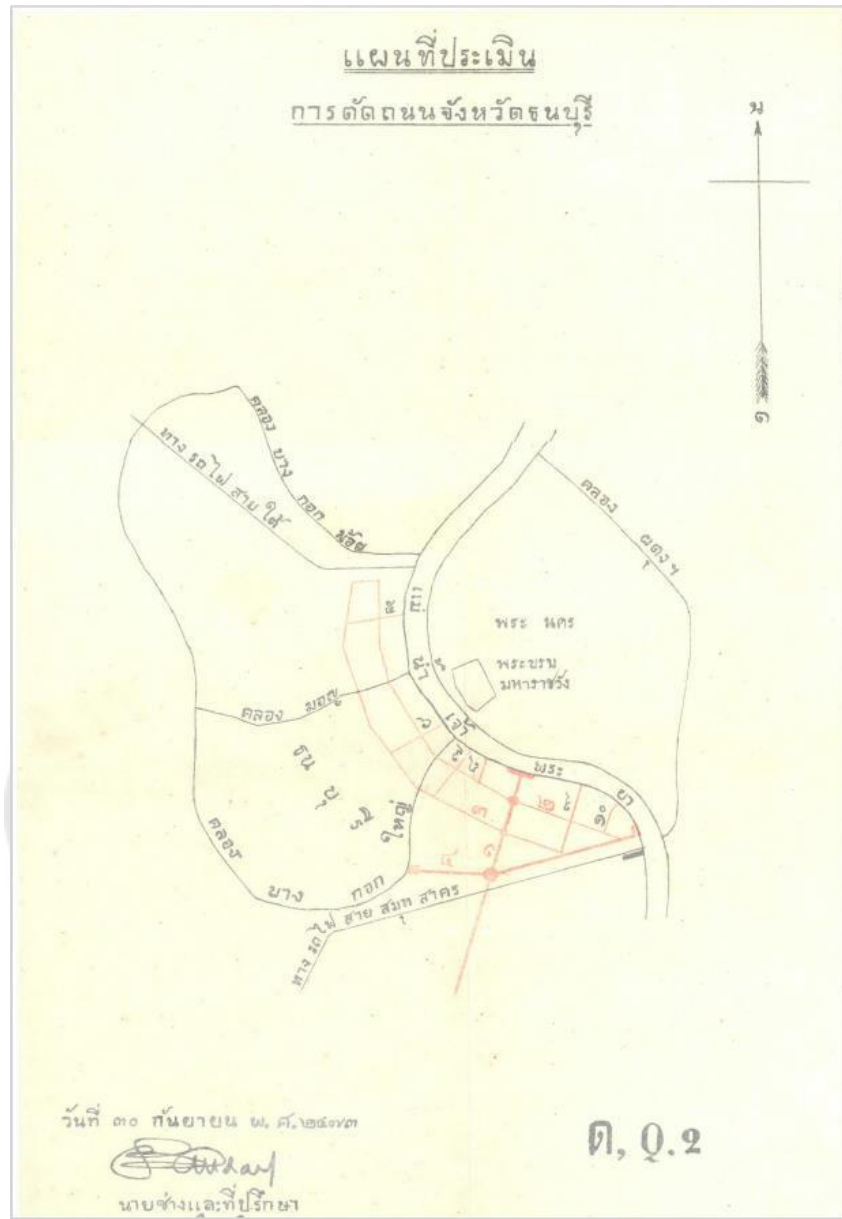 แผนที่ประเมิน
การตัดถนนจังหวัดธนบุรี
น
ต
คลอง บาง กอก น้อย
ทาง รถไฟ สาย ใต้
คลอง ผดุงฯ
แม่ น้ำ เจ้า พระ ยา
พระ นคร
พระบรม
มหาราชวัง
คลอง มอญ
ธน บุ รี
คลอง บาง กอก ใหญ่
ทาง รถไฟ สาย สมุท สาคร
๑๐
วันที่ ๓๐ กันยายน พ.ศ.๒๔๗๓
นายช่างและที่ปรึกษา
ด, Q.2